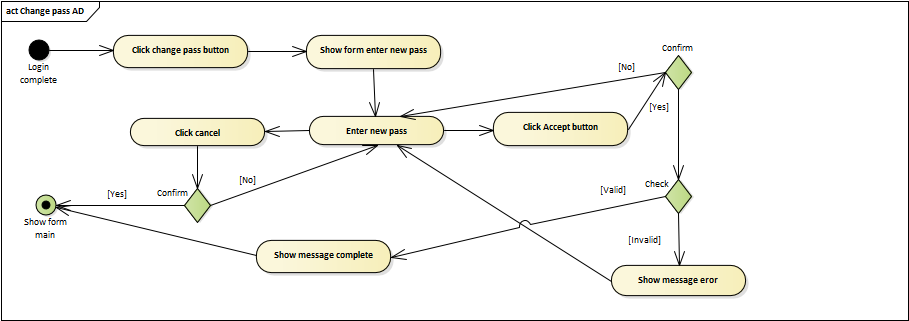 act Change pass AD
Click change pass button
Show form enter new pass
Login
complete
Confirm
[No]
[Yes]
Click cancel
Enter new pass
Click Accept button
[No]
[Yes]
Confirm
[Valid]
Check
Show form
main
[Invalid]
Show message complete
Show message eror